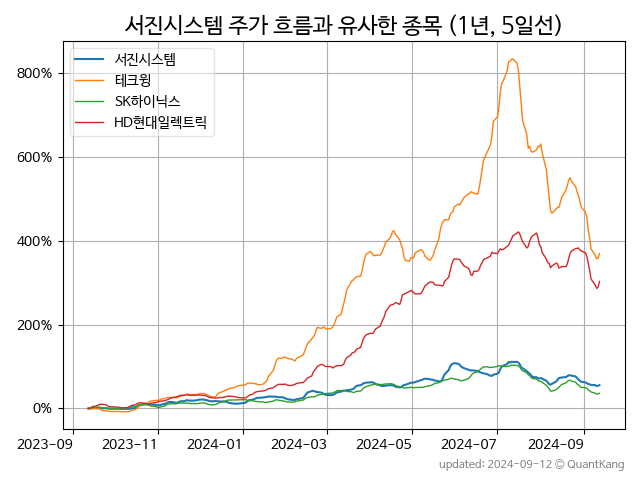 서진시스템 주가 흐름과 유사한 종목 (1년, 5일선)
서진시스템
테크윙
SK하이닉스
HD현대일렉트릭
800%
600%
400%
200%
0%
2023-09 2023-11 2024-01 2024-03 2024-05 2024-07 2024-09
updated: 2024-09-12 © QuantKang